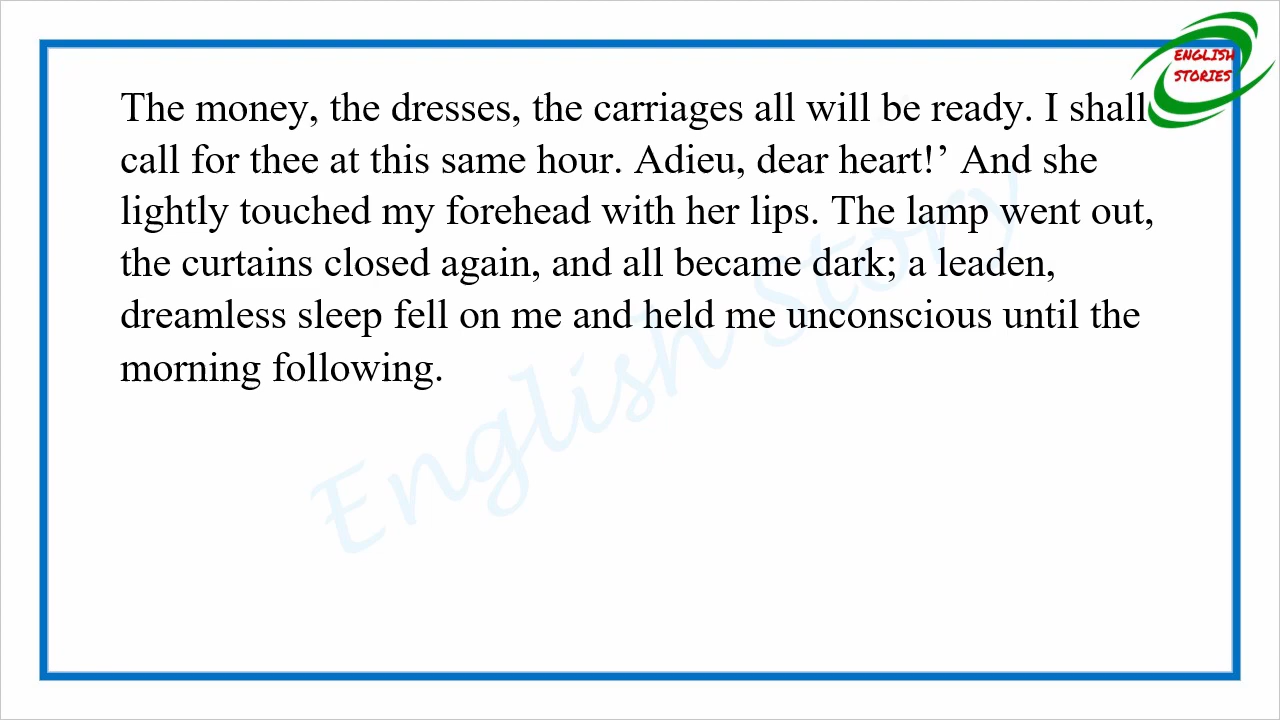 ENGLISH
STORIES
The money, the dresses, the carriages all will be ready. I shall
call for thee at this same hour. Adieu, dear heart!’ And she
lightly touched my forehead with her lips. The lamp went out,
the curtains closed again, and all became dark; a leaden,
dreamless sleep fell on me and held me unconscious until the
morning following.
English Story